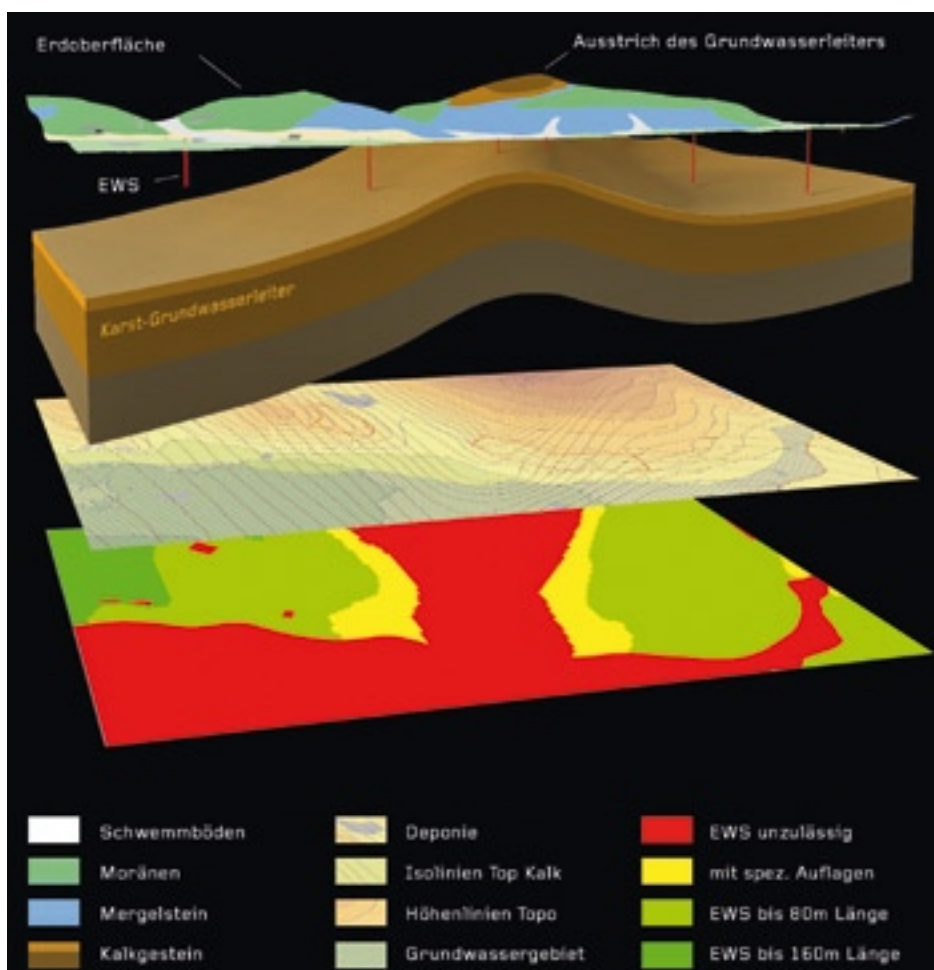 Erdoberfläche
Ausstrich des Grundwasserleiters
EWS
Karst-Grundwasserleiter
Schwemmböden
Moränen
Mergelstein
Kalkgestein
Deponie
Isolinien Top Kalk
Höhenlinien Topo
Grundwassergebiet
EWS unzulässig
mit spez. Auflagen
EWS bis 80m Länge
EWS bis 160m Länge